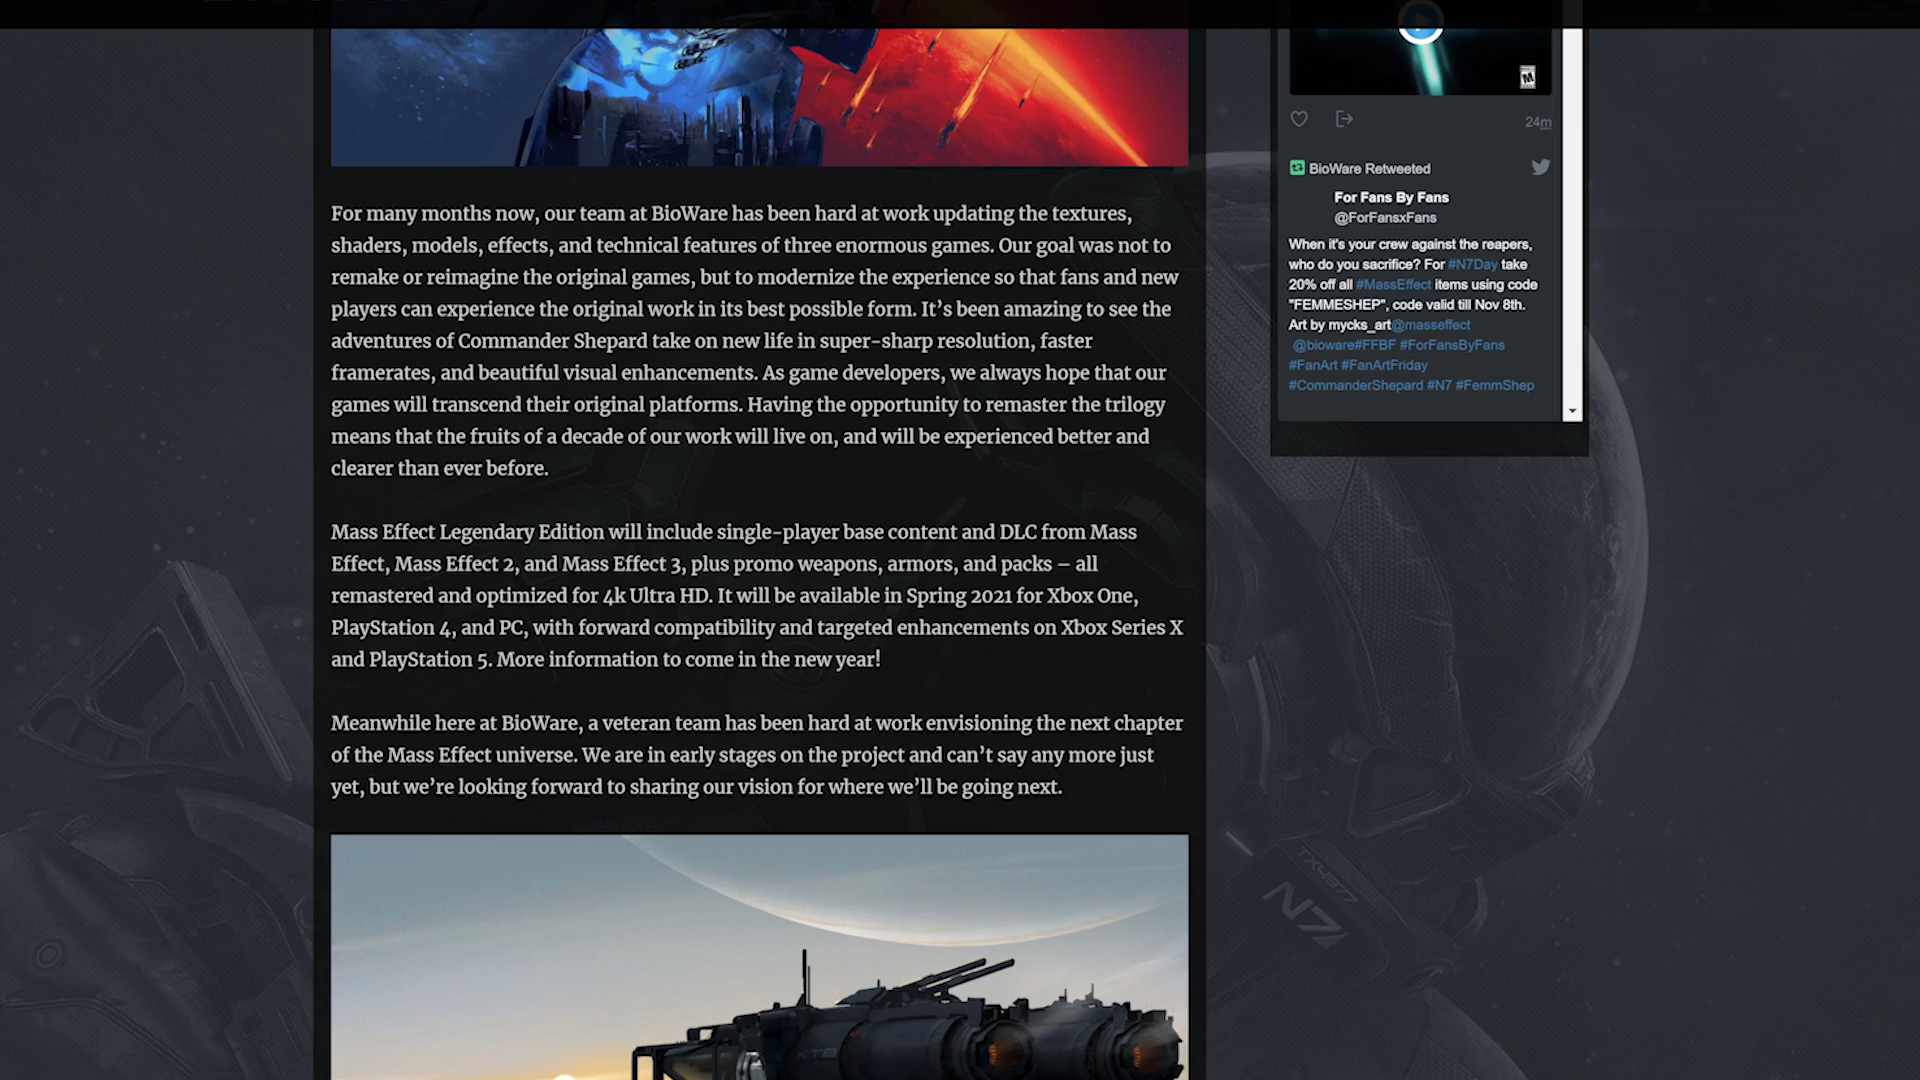 For many months now, our team at BioWare has been hard at work updating the textures,
shaders, models, effects, and technical features of three enormous games. Our goal was not to
remake or reimagine the original games, but to modernize the experience so that fans and new
players can experience the original work in its best possible form. It’s been amazing to see the
adventures of Commander Shepard take on new life in super-sharp resolution, faster
framerates, and beautiful visual enhancements. As game developers, we always hope that our
games will transcend their original platforms. Having the opportunity to remaster the trilogy
means that the fruits of a decade of our work will live on, and will be experienced better and
clearer than ever before.
Mass Effect Legendary Edition will include single-player base content and DLC from Mass
Effect, Mass Effect 2, and Mass Effect 3, plus promo weapons, armors, and packs – all
remastered and optimized for 4k Ultra HD. It will be available in Spring 2021 for Xbox One,
PlayStation 4, and PC, with forward compatibility and targeted enhancements on Xbox Series X
and PlayStation 5. More information to come in the new year!
Meanwhile here at BioWare, a veteran team has been hard at work envisioning the next chapter
of the Mass Effect universe. We are in early stages on the project and can’t say any more just
yet, but we’re looking forward to sharing our vision for where we’ll be going next.
M
24m
BioWare Retweeted
For Fans By Fans
@ForFansxFans
When it's your crew against the reapers,
who do you sacrifice? For #N7Day take
20% off all #MassEffect items using code
"FEMMESHEP", code valid till Nov 8th.
Art by mycks_art@masseffect
@bioware#FFBF #ForFansByFans
#FanArt #FanArtFriday
#CommanderShepard #N7 #FemmShep
TX4877
N7